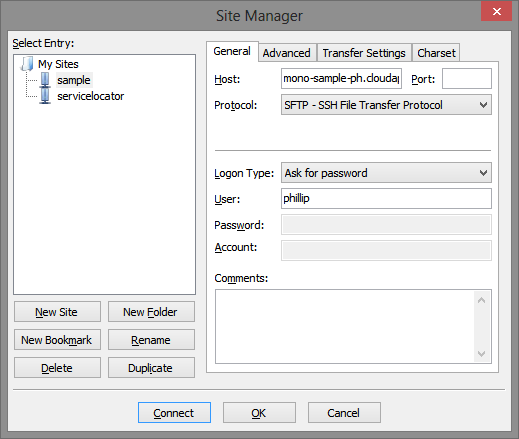 Site Manager
Select Entry:
My Sites
sample
servicelocator
New Site
New Folder
New Bookmark
Rename
Delete
Duplicate
General
Advanced
Transfer Settings
Charset
Host:
mono-sample-ph.cloudap
Port:
Protocol:
SFTP - SSH File Transfer Protocol
Logon Type:
Ask for password
User:
phillip
Password:
Account:
Comments:
Connect
OK
Cancel